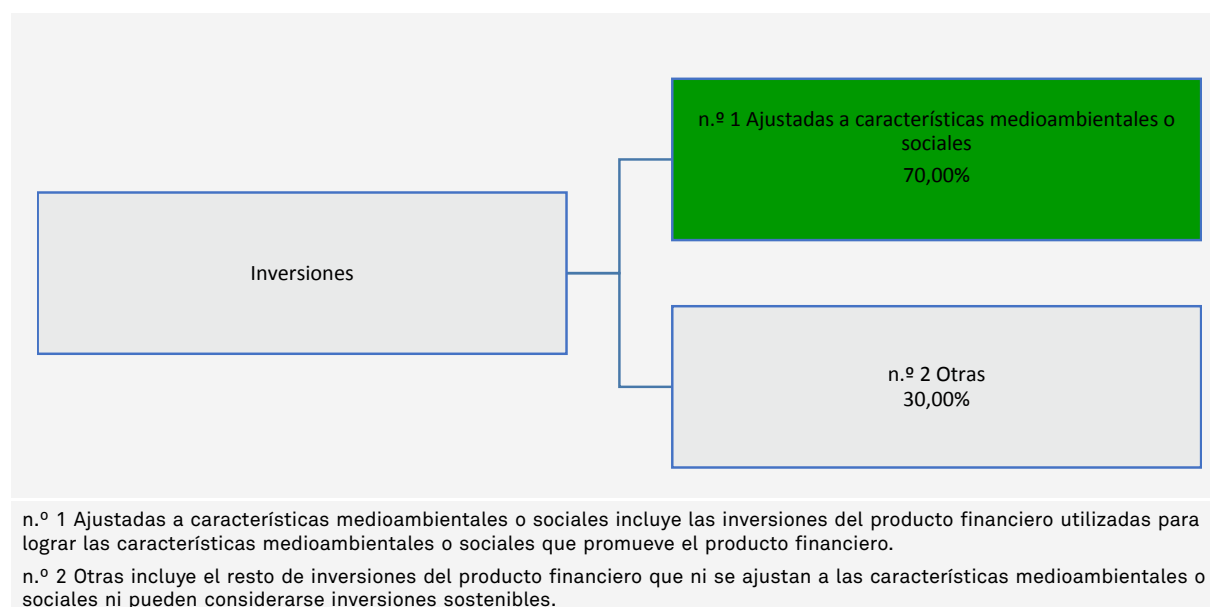 n.º 1 Ajustadas a características medioambientales o
sociales
70,00%
Inversiones
n.º 2 Otras
30,00%
n.º 1 Ajustadas a características medioambientales o sociales incluye las inversiones del producto financiero utilizadas para
lograr las características medioambientales o sociales que promueve el producto financiero.
n.º 2 Otras incluye el resto de inversiones del producto financiero que ni se ajustan a las características medioambientales o
sociales ni pueden considerarse inversiones sostenibles.